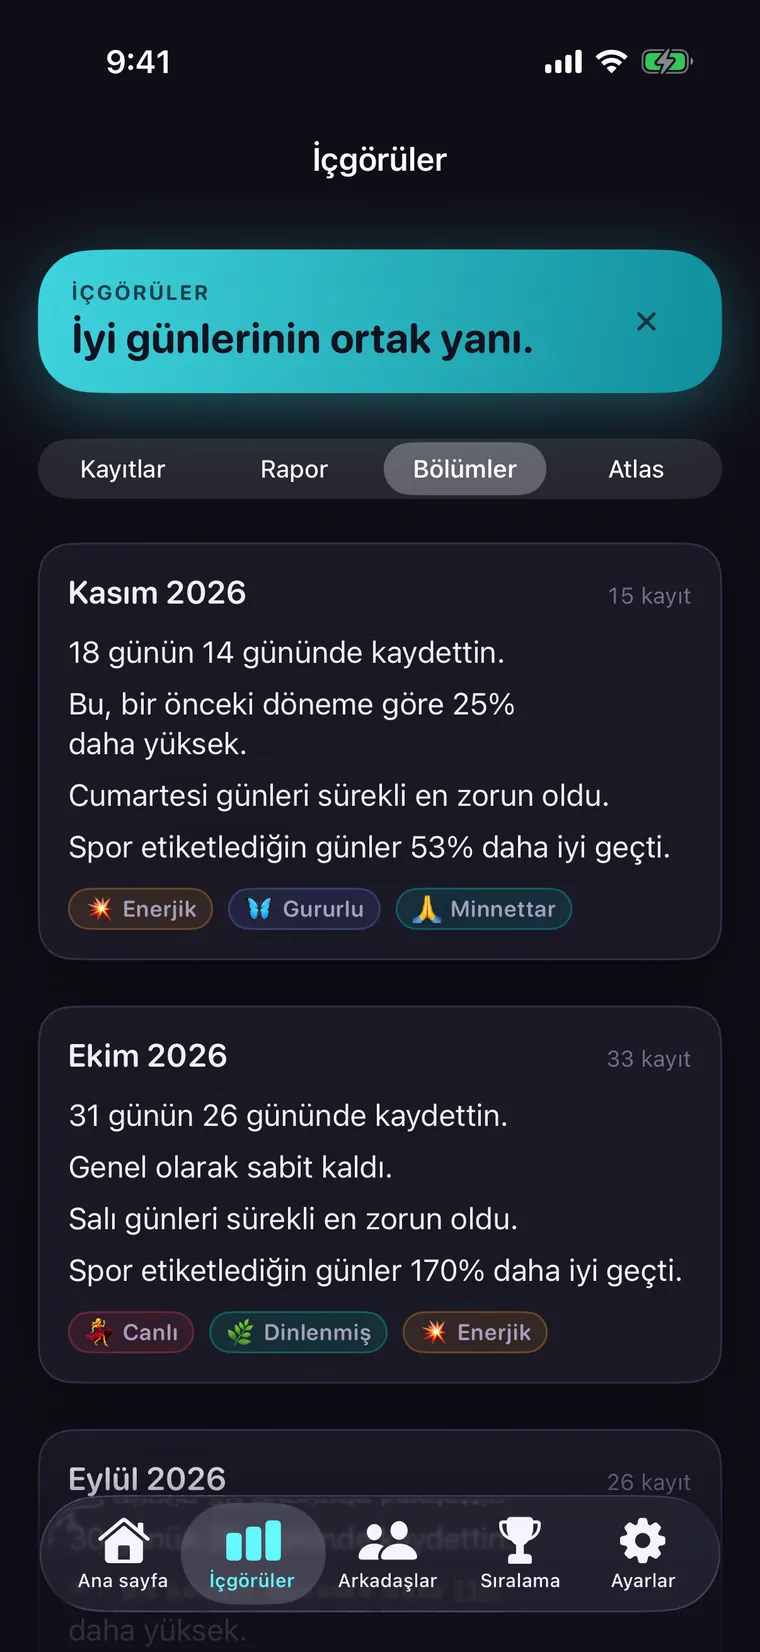 9:41
İçgörüler
İÇGÖRÜLER
İyi günlerinin ortak yanı.
Kayıtlar
Rapor
Bölümler
Atlas
Kasım 2026
15 kayıt
18 günün 14 gününde kaydettin.
Bu, bir önceki döneme göre 25%
daha yüksek.
Cumartesi günleri sürekli en zorun oldu.
Spor etiketlediğin günler 53% daha iyi geçti.
Enerjik
Gururlu
Minnettar
Ekim 2026
33 kayıt
31 günün 26 gününde kaydettin.
Genel olarak sabit kaldı.
Salı günleri sürekli en zorun oldu.
Spor etiketlediğin günler 170% daha iyi geçti.
Canlı
Dinlenmiş
Enerjik
Eylül 2026
26 kayıt
Ana sayfa
İçgörüler
Arkadaşlar
Sıralama
Ayarlar
daha yüksek.